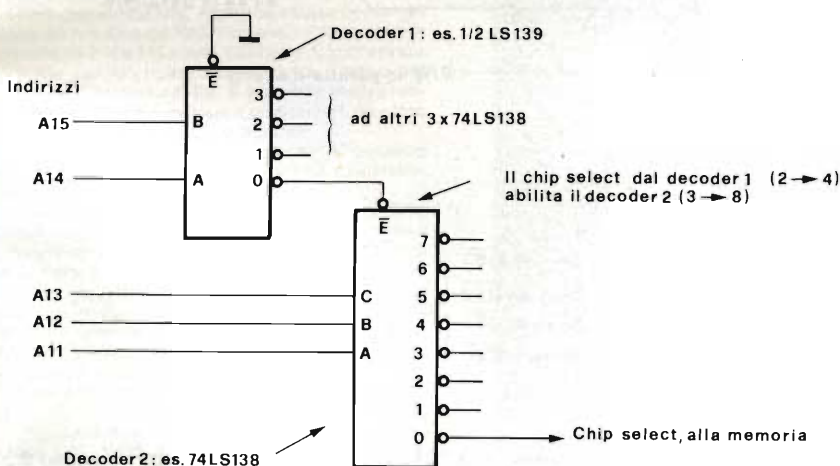 Decoder 1 : es. 1/2 LS139
Indirizzi
E
3
A15
B
2
ad altri 3 x 74LS138
1
A14
A
0
Il chip select dal decoder 1 (2 → 4)
abilita il decoder 2 (3 → 8)
E
7
6
A13
C
5
A12
B
4
A11
A
3
2
1
0
Chip select, alla memoria
Decoder 2 : es. 74LS138